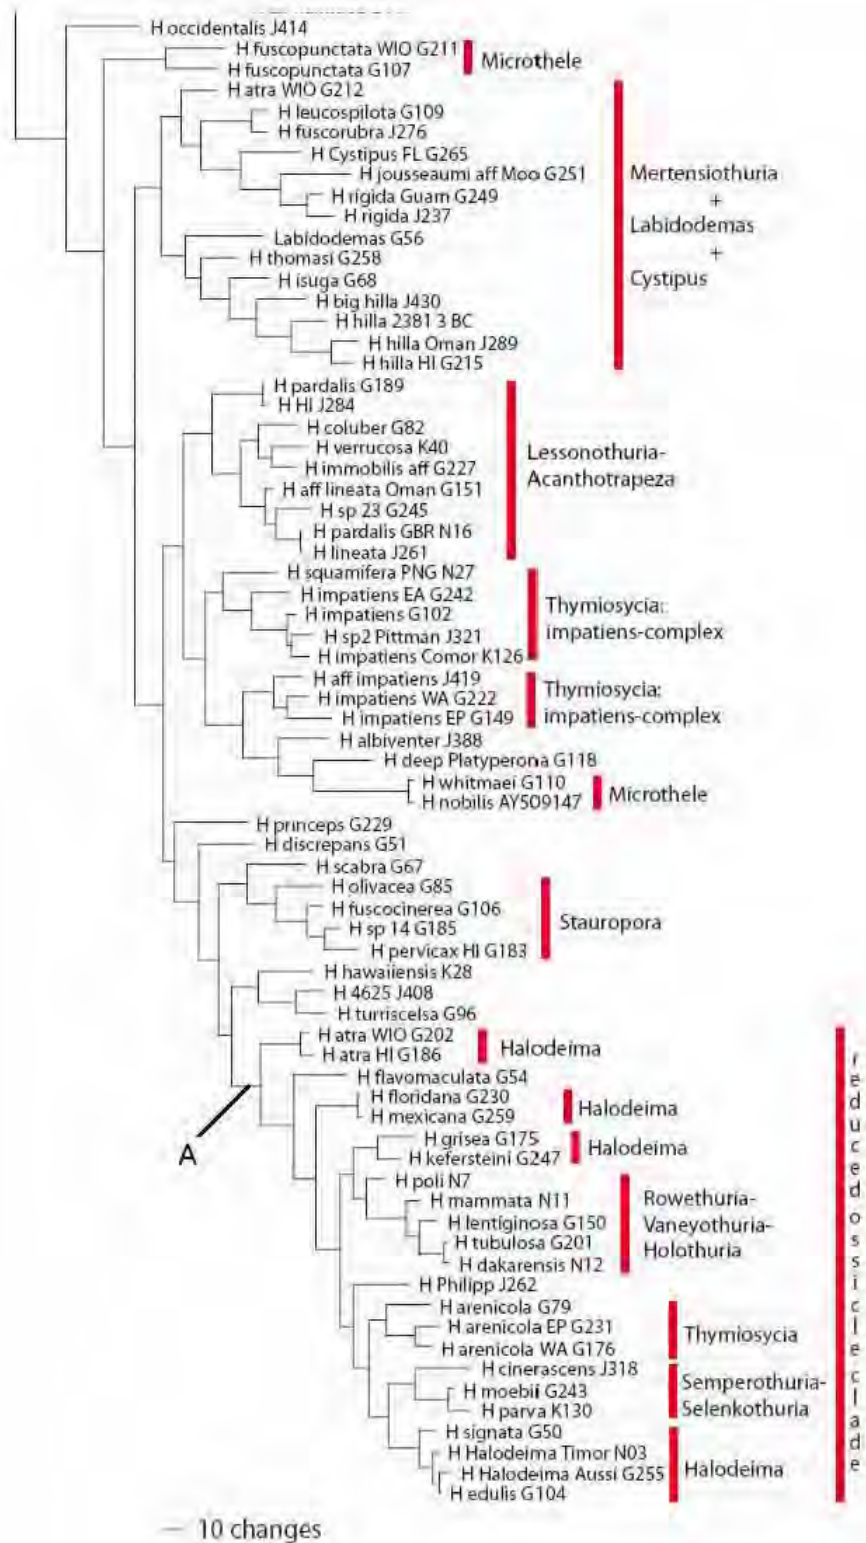 H occidentalis J414
H fuscopunctata WIO G211
H fuscopunctata G107
Microthele
H atra WIO G212
H leucospilota G109
H fuscorubra J276
H Cystipus FL G265
H jousseaumi aff Moo G251
H rigida Guam G249
H rigida J237
Labidodemas G56
H thomasi G258
H isuga G68
H big hilla J430
H hilla 2381 3 BC
H hilla Oman J289
H hilla HI G215
Mertensiothuria
+
Labidodemas
+
Cystipus
H pardalis G189
H HI J284
H coluber G82
H verrucosa K40
H immobilis aff G227
H aff lineata Oman G151
H sp 23 G245
H pardalis GBR N16
H lineata J261
Lessonothuria-
Acanthotrapeza
H squamifera PNG N27
H impatiens EA G242
H impatiens G102
H sp2 Pittman J321
H impatiens Comor K126
Thymiosycia:
impatiens-complex
H aff impatiens J419
H impatiens WA G222
H impatiens EP G149
Thymiosycia:
impatiens-complex
H albiventer J388
H deep Platyperona G118
H whitmaei G110
H nobilis AY509147
Microthele
H princeps G229
H discrepans G51
H scabra G67
H olivacea G85
H fuscocinerea G106
H sp 14 G185
H pervicax HI G183
Stauropora
H hawaiiensis K28
H 4625 J408
H turriscelsa G96
H atra WIO G202
H atra HI G186
Halodeima
H flavomaculata G54
H floridana G230
H mexicana G259
Halodeima
A
H grisea G175
H kefersteini G247
Halodeima
H poli N7
H mammata N11
H lentiginosa G150
H tubulosa G201
H dakarensis N12
Rowethuria-
Vaneyothuria-
Holothuria
H Philipp J262
H arenicola G79
H arenicola EP G231
H arenicola WA G176
Thymiosycia
H cinerascens J318
H moebii G243
H parva K130
Semperothuria-
Selenkothuria
H signata G50
H Halodeima Timor N03
H Halodeima Aussi G255
H edulis G104
Halodeima
reduced ossicle clade
10 changes